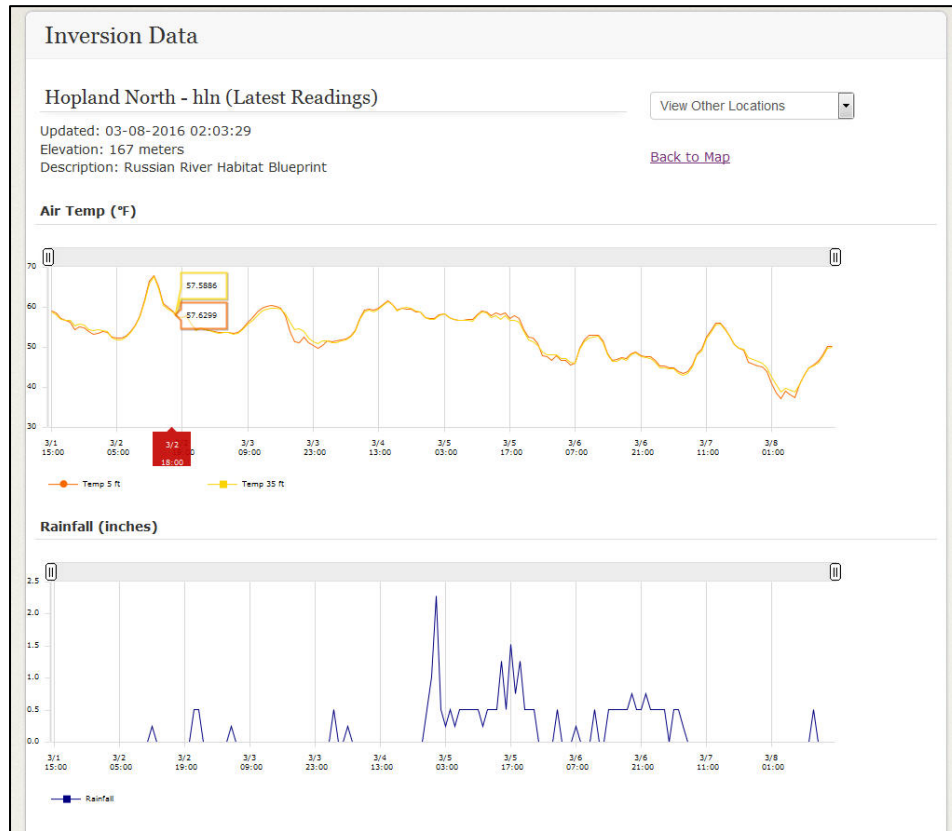 Inversion Data
Hopland North - hln (Latest Readings)
View Other Locations
Updated: 03-08-2016 02:03:29
Elevation: 167 meters
Back to Map
Description: Russian River Habitat Blueprint
Air Temp (°F)
70
57.5886
60
57.6299
50
40
30
3/1 3/2 3/2 3/3 3/3 3/4 3/5 3/5 3/6 3/6 3/7 3/8
15:00 05:00 18:00 09:00 23:00 13:00 03:00 17:00 07:00 21:00 11:00 01:00
Temp 5 ft Temp 35 ft
Rainfall (inches)
2.5
2.0
1.5
1.0
0.5
0.0
3/1 3/2 3/2 3/3 3/3 3/4 3/5 3/5 3/6 3/6 3/7 3/8
15:00 05:00 19:00 09:00 23:00 13:00 03:00 17:00 07:00 21:00 11:00 01:00
Rainfall